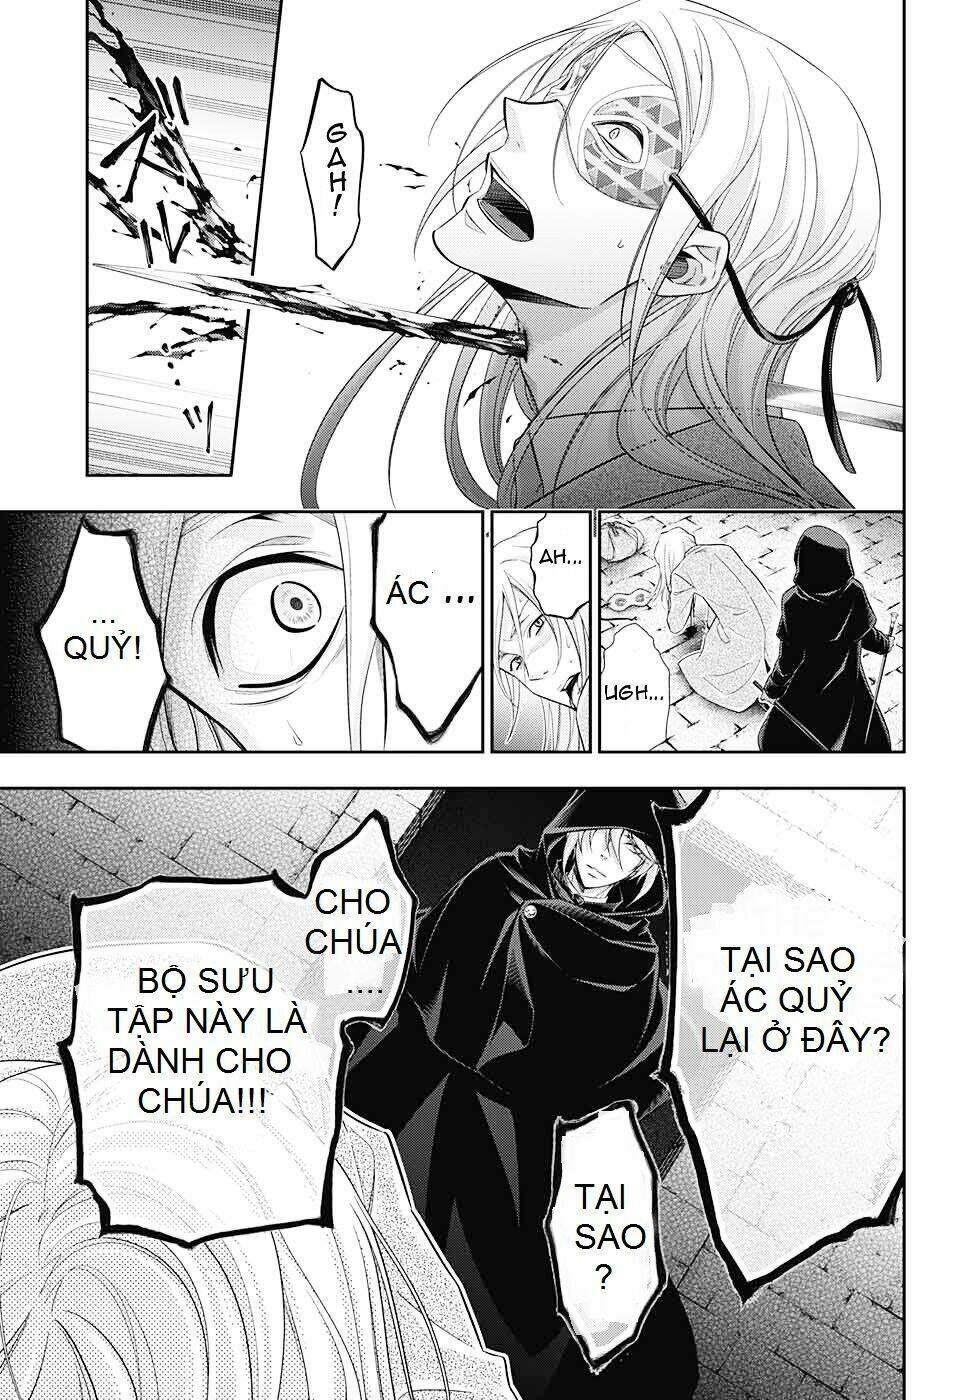 GAH!
UGH...
AH...
ÁC ...
...
QUỶ!
TẠI SAO
ÁC QUỶ
LẠI Ở ĐÂY?
TẠI
SAO
?
CHO
CHÚA
....
BỘ SƯU
TẬP NÀY LÀ
DÀNH CHO
CHÚA!!!